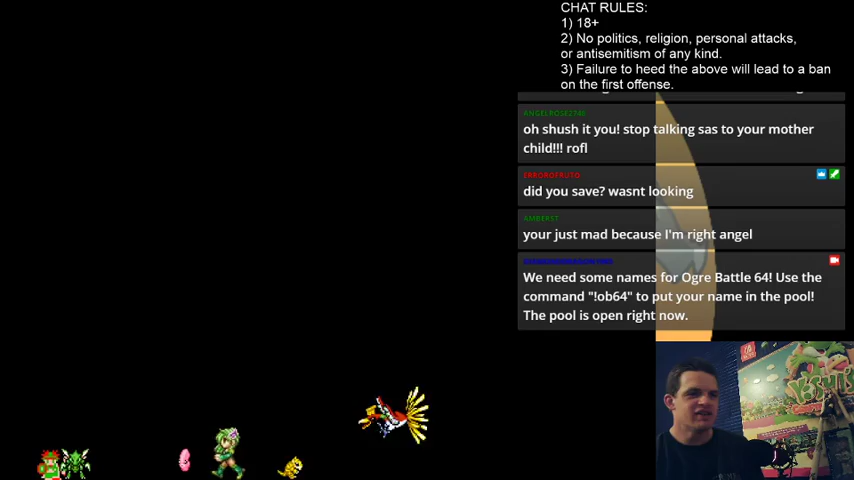 CHAT RULES:
1) 18+
2) No politics, religion, personal attacks,
or antisemitism of any kind.
3) Failure to heed the above will lead to a ban
on the first offense.
ANGELROSE2780
oh shush it you! stop talking sas to your mother
child!!! rofl
ERROROFRUTO
did you save? wasnt looking
AMBERST
your just mad because I'm right angel
We need some names for Ogre Battle 64! Use the
command "!ob64" to put your name in the pool!
The pool is open right now.